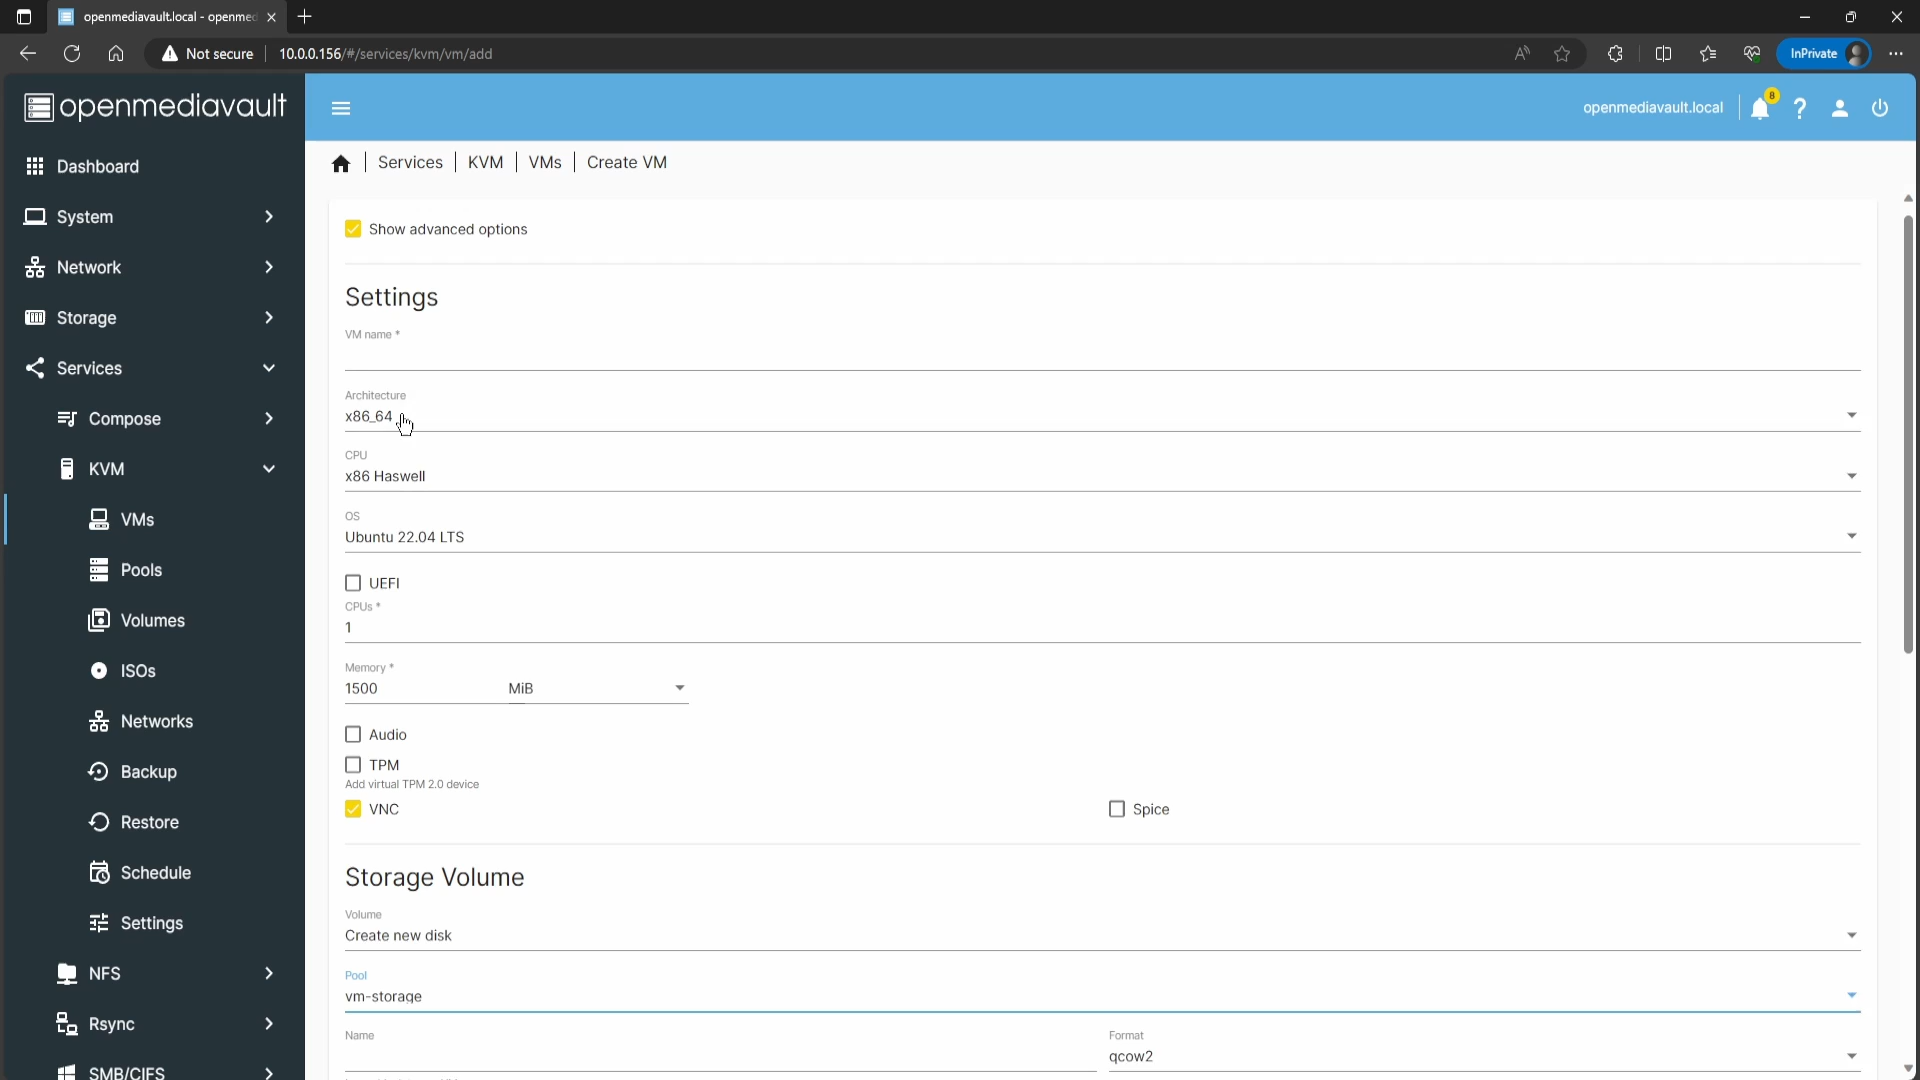 openmediavault.local - openmed
Not secure 10.0.0.156/#/services/kvm/vm/add
InPrivate
openmediavault
openmediavault.local
8
Dashboard
System
Network
Storage
Services
Compose
KVM
VMs
Pools
Volumes
ISOs
Networks
Backup
Restore
Schedule
Settings
NFS
Rsync
SMB/CIFS
Services KVM VMs Create VM
Show advanced options
Settings
VM name *
Architecture
x86_64
CPU
x86 Haswell
OS
Ubuntu 22.04 LTS
UEFI
CPUs *
1
Memory *
1500 MiB
Audio
TPM
Add virtual TPM 2.0 device
VNC Spice
Storage Volume
Volume
Create new disk
Pool
vm-storage
Name Format
qcow2